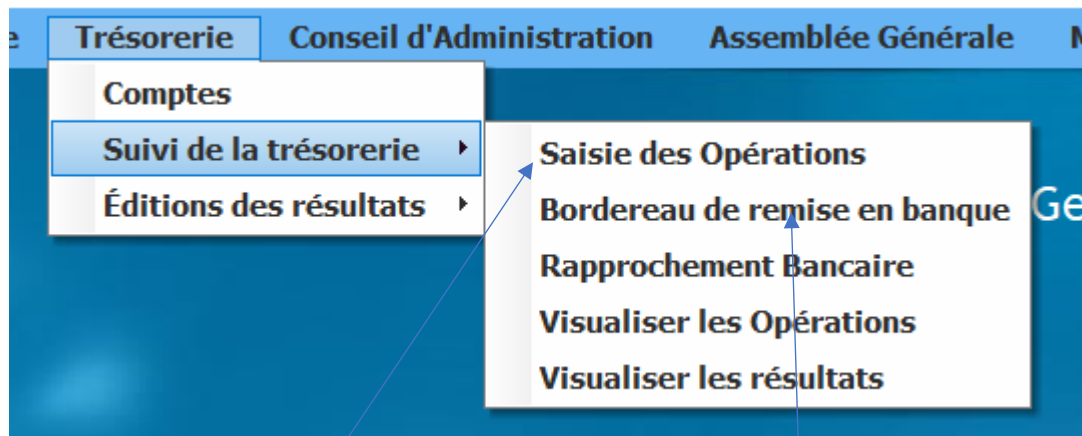 e Trésorerie Conseil d'Administration Assemblée Générale
Comptes
Suivi de la trésorerie
Saisie des Opérations
Éditions des résultats
Bordereau de remise en banque
Ge
Rapprochement Bancaire
Visualiser les Opérations
Visualiser les résultats